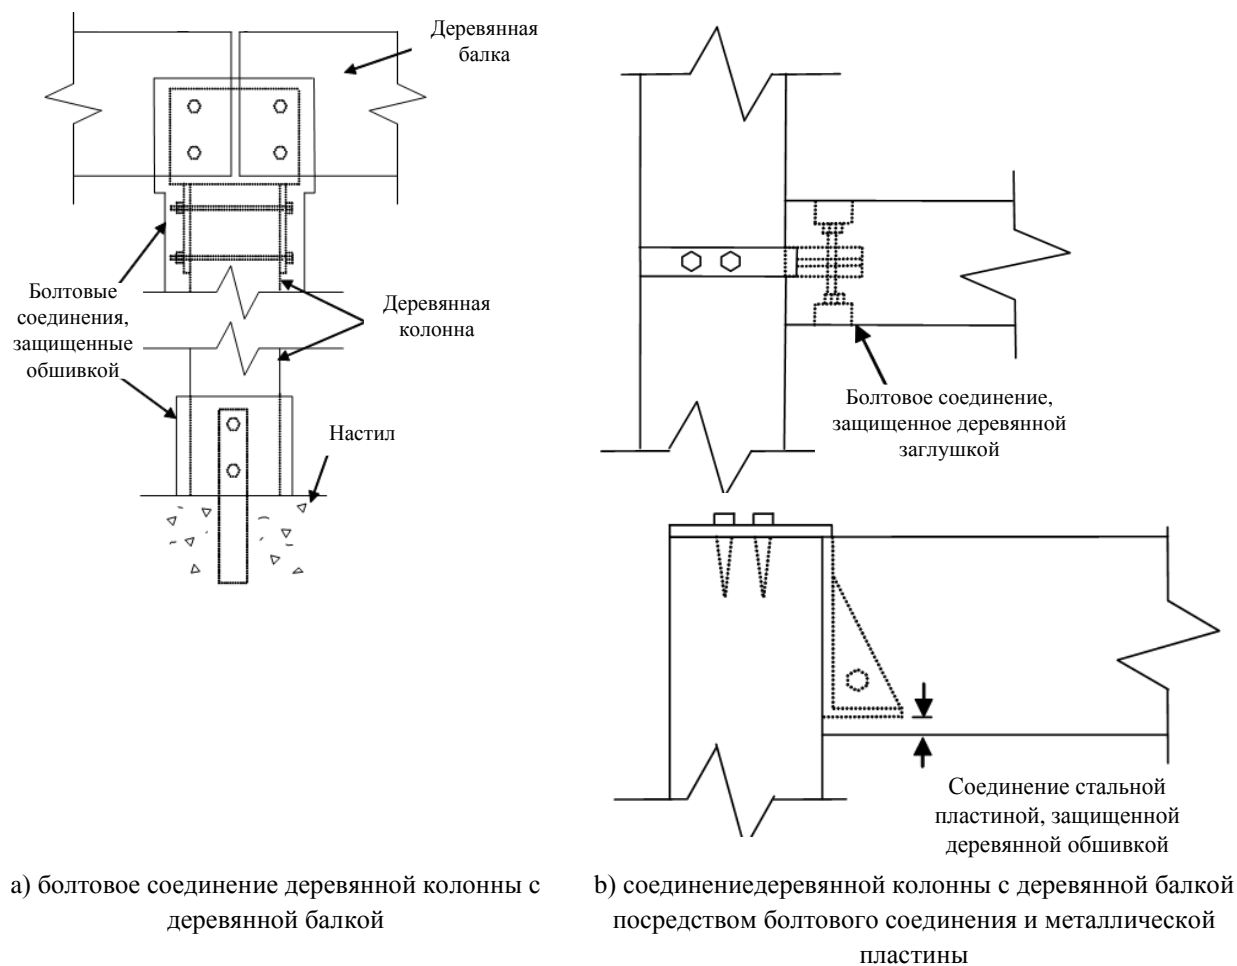 Деревянная
балка
Болтовые
соединения,
защищенные
обшивкой
Деревянная
колонна
Настил
Болтовое соединение,
защищенное деревянной
заглушкой
Соединение стальной
пластиной, защищенной
деревянной обшивкой
a) болтовое соединение деревянной колонны с
деревянной балкой
b) соединениедеревянной колонны с деревянной балкой
посредством болтового соединения и металлической
пластины